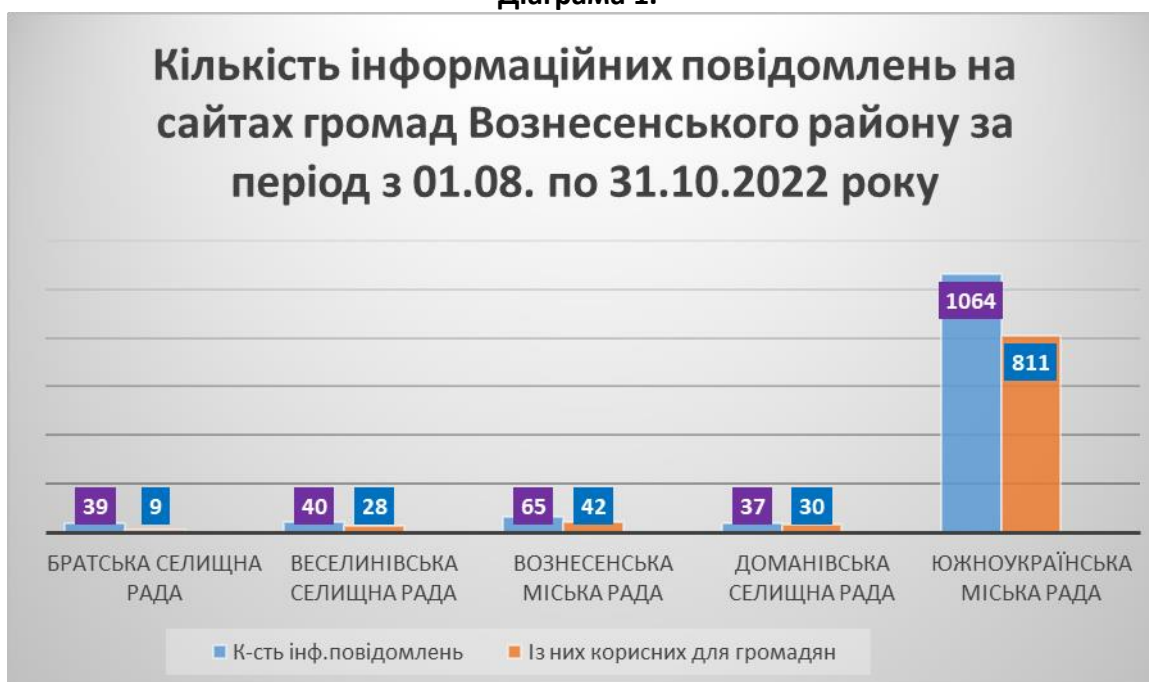 Діаграма 1.
Кількість інформаційних повідомлень на
сайтах громад Вознесенського району за
період з 01.08. по 31.10.2022 року
1064
811
39 9 40 28 65 42 37 30
БРАТСЬКА СЕЛИЩНА РАДА
ВЕСЕЛИНІВСЬКА СЕЛИЩНА РАДА
ВОЗНЕСЕНСЬКА МІСЬКА РАДА
ДОМАНІВСЬКА СЕЛИЩНА РАДА
ЮЖНОУКРАЇНСЬКА МІСЬКА РАДА
К-сть інф.повідомлень
Із них корисних для громадян